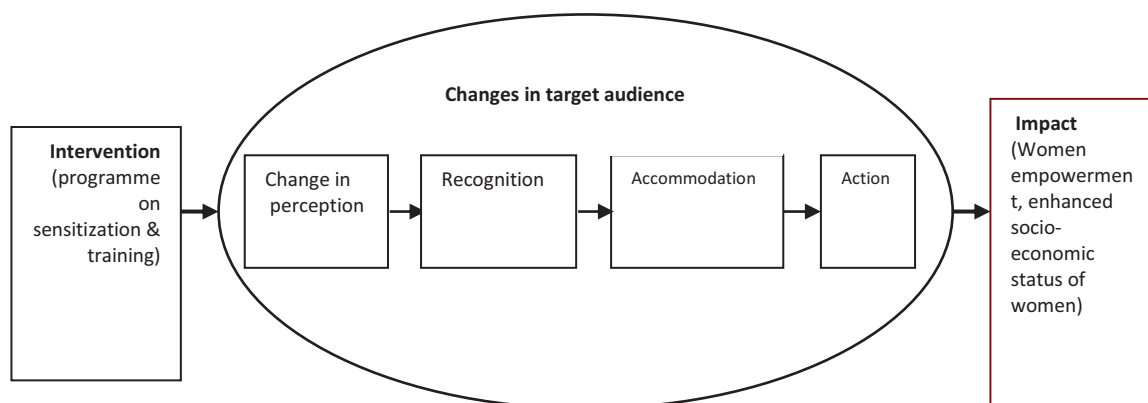 Changes in target audience
Intervention
(programme
on
sensitization &
training)
Change in
perception
Recognition
Accommodation
Action
Impact
(Women
empowermen
t, enhanced
socio-
economic
status of
women)